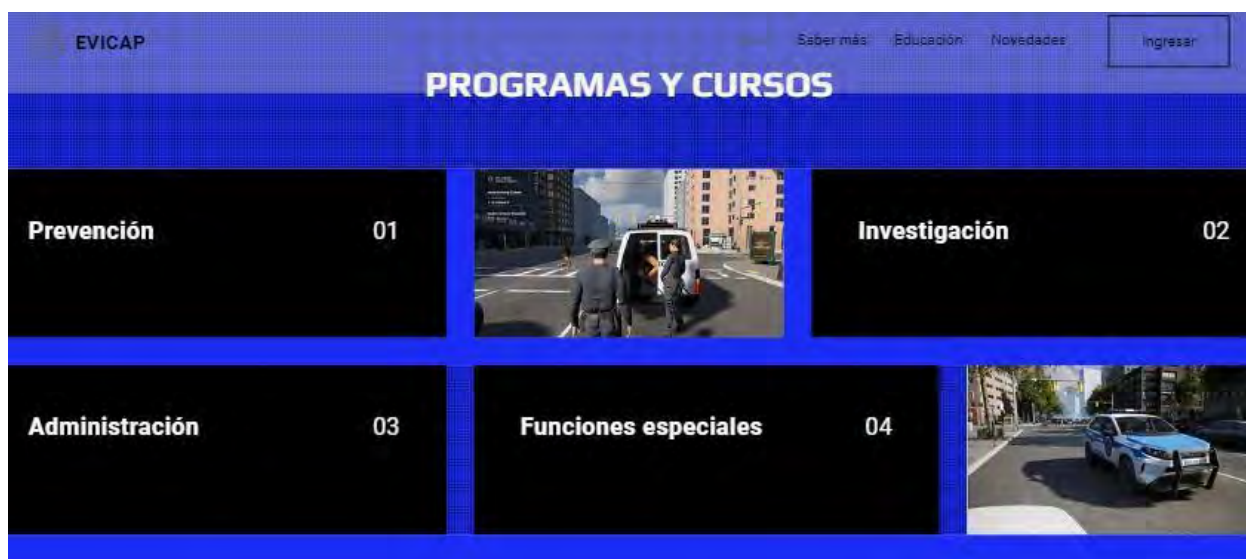 EVICAP
Saber más Educación Novedades Ingresar
PROGRAMAS Y CURSOS
Prevención 01
Investigación 02
Administración 03
Funciones especiales 04